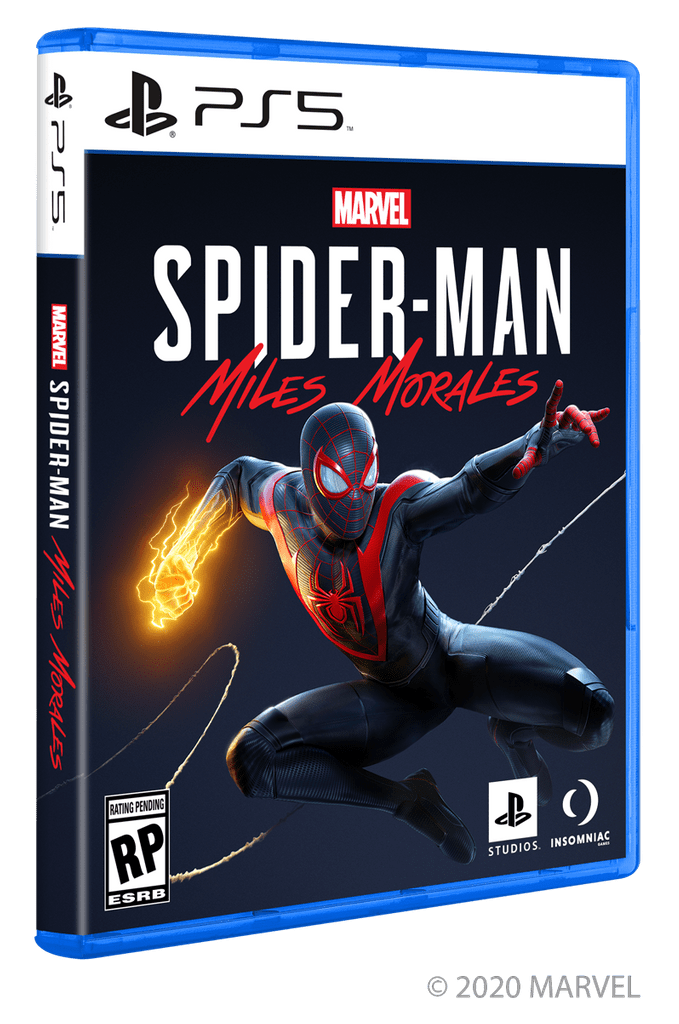 PS5
PS5
MARVEL
SPIDER-MAN
MILES MORALES
MARVEL SPIDER-MAN MILES MORALES
RATING PENDING
RP
ESRB
STUDIOS
INSOMNIAC
GAMES
© 2020 MARVEL